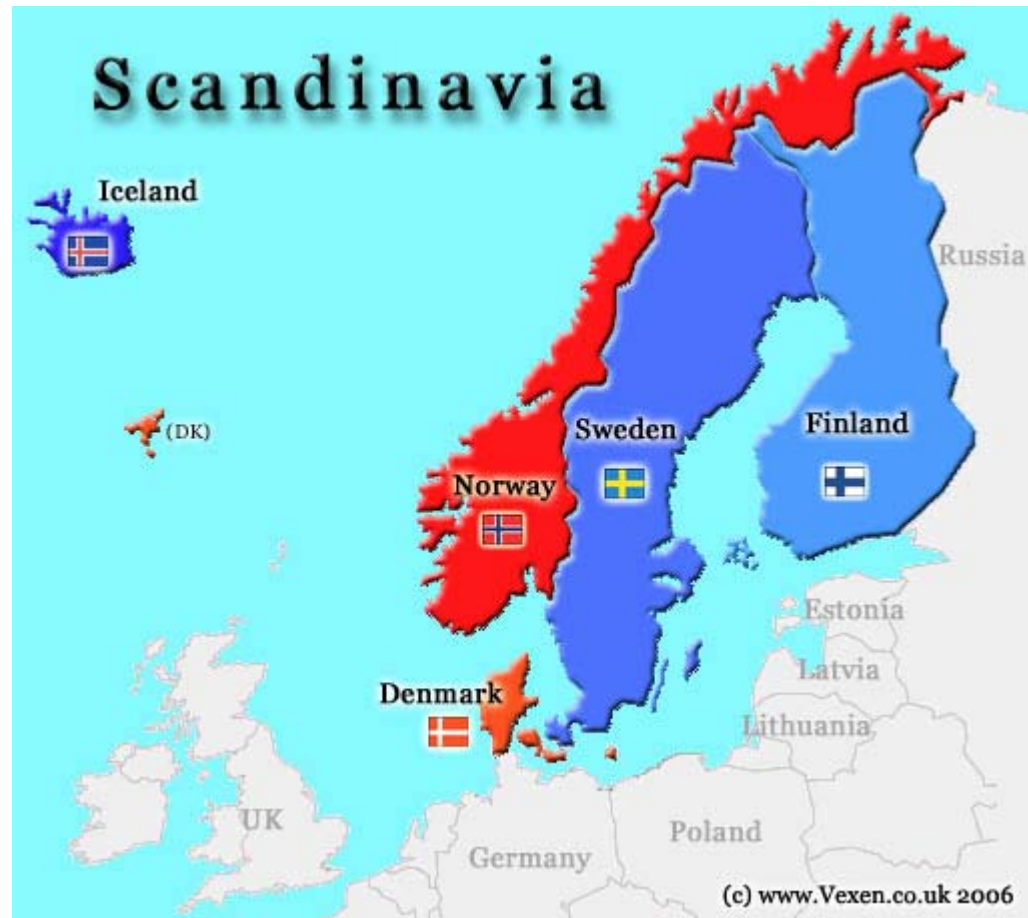 Scandinavia
Iceland
Russia
(DK)
Sweden
Finland
Norway
Estonia
Latvia
Denmark
Lithuania
UK
Poland
Germany
(c) www.Vexen.co.uk 2006